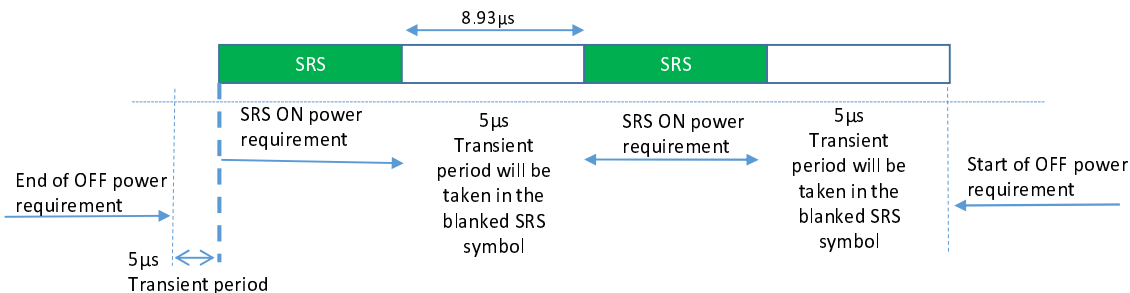 8.93µs
SRS
SRS
SRS ON power
requirement
5µs
Transient
period will be
taken in the
blanked SRS
symbol
SRS ON power
requirement
5µs
Transient
period will be
taken in the
blanked SRS
symbol
End of OFF power
requirement
Start of OFF power
requirement
5µs
Transient period